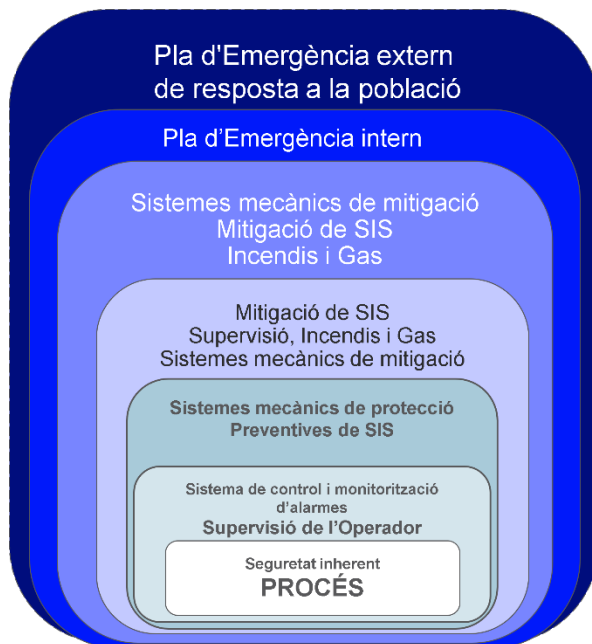 Pla d'Emergència extern
de resposta a la població
Pla d’Emergència intern
Sistemes mecànics de mitigació
Mitigació de SIS
Incendis i Gas
Mitigació de SIS
Supervisió, Incendis i Gas
Sistemes mecànics de mitigació
Sistemes mecànics de protecció
Preventives de SIS
Sistema de control i monitorització
d’alarmes
Supervisió de l’Operador
Seguretat inherent
PROCÉS